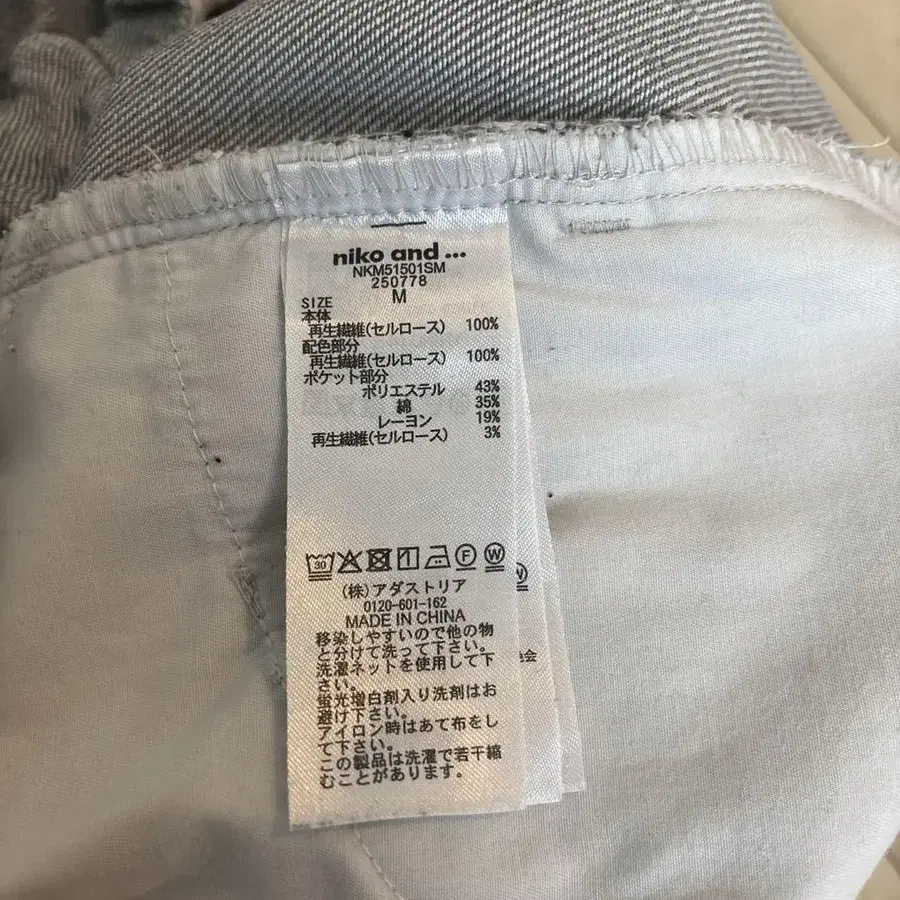 niko and ...
NKM51501SM
250778
SIZE M
本体
再生繊維(セルロース) 100%
配色部分
再生繊維(セルロース) 100%
ポケット部分
ポリエステル 43%
綿 35%
レーヨン 19%
再生繊維(セルロース) 3%
30 F W
(株)アダストリア
0120-601-162
MADE IN CHINA
移染しやすいので他の物
と分けて洗って下さい。
洗濯ネットを使用して下
さい。
蛍光増白剤入り洗剤はお
避け下さい。
アイロン時はあて布をし
て下さい。
この製品は洗濯で若干縮
むことがあります。